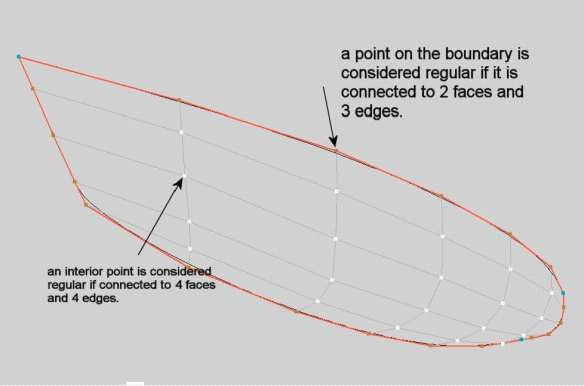 a point on the boundary is
considered regular if it is
connected to 2 faces and
3 edges.
an interior point is considered
regular if connected to 4 faces
and 4 edges.